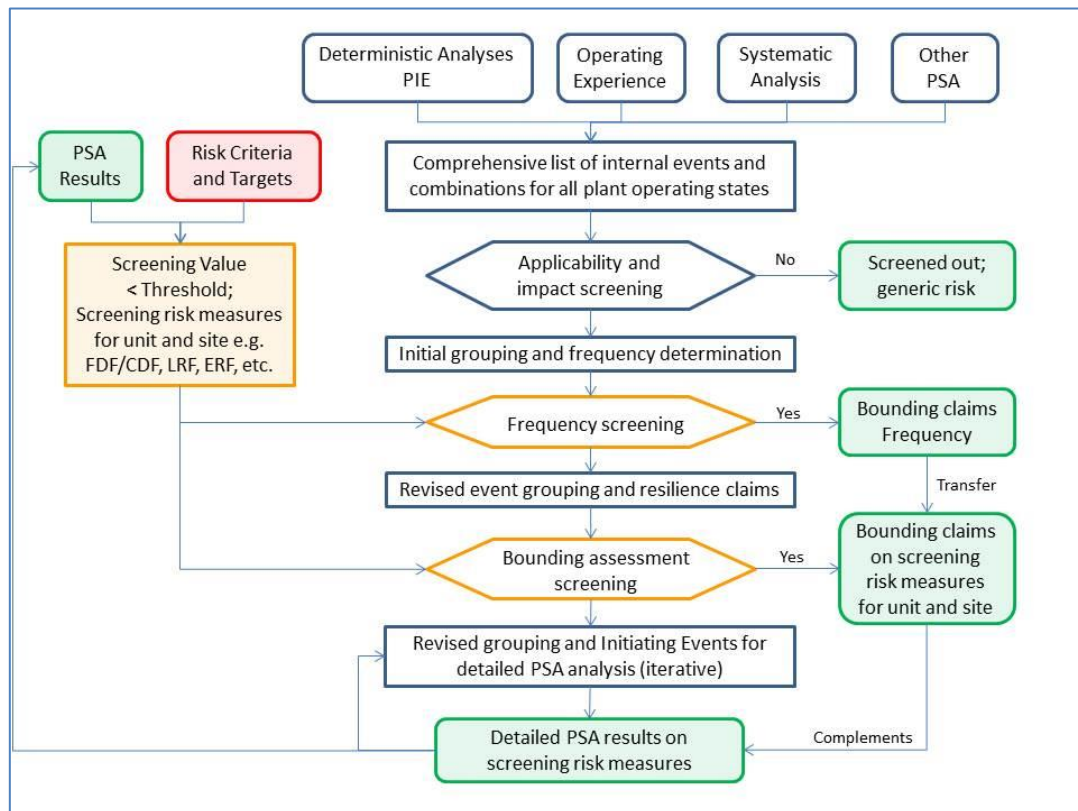 Deterministic Analyses
PIE
Operating
Experience
Systematic
Analysis
Other
PSA
PSA
Results
Risk Criteria
and Targets
Comprehensive list of internal events and
combinations for all plant operating states
Screening Value
< Threshold;
Screening risk measures
for unit and site e.g.
FDF/CDF, LRF, ERF, etc.
Applicability and
impact screening
No
Screened out;
generic risk
Initial grouping and frequency determination
Frequency screening
Yes
Bounding claims
Frequency
Transfer
Revised event grouping and resilience claims
Bounding assessment
screening
Yes
Bounding claims
on screening
risk measures
for unit and site
Revised grouping and Initiating Events for
detailed PSA analysis (iterative)
Detailed PSA results on
screening risk measures
Complements